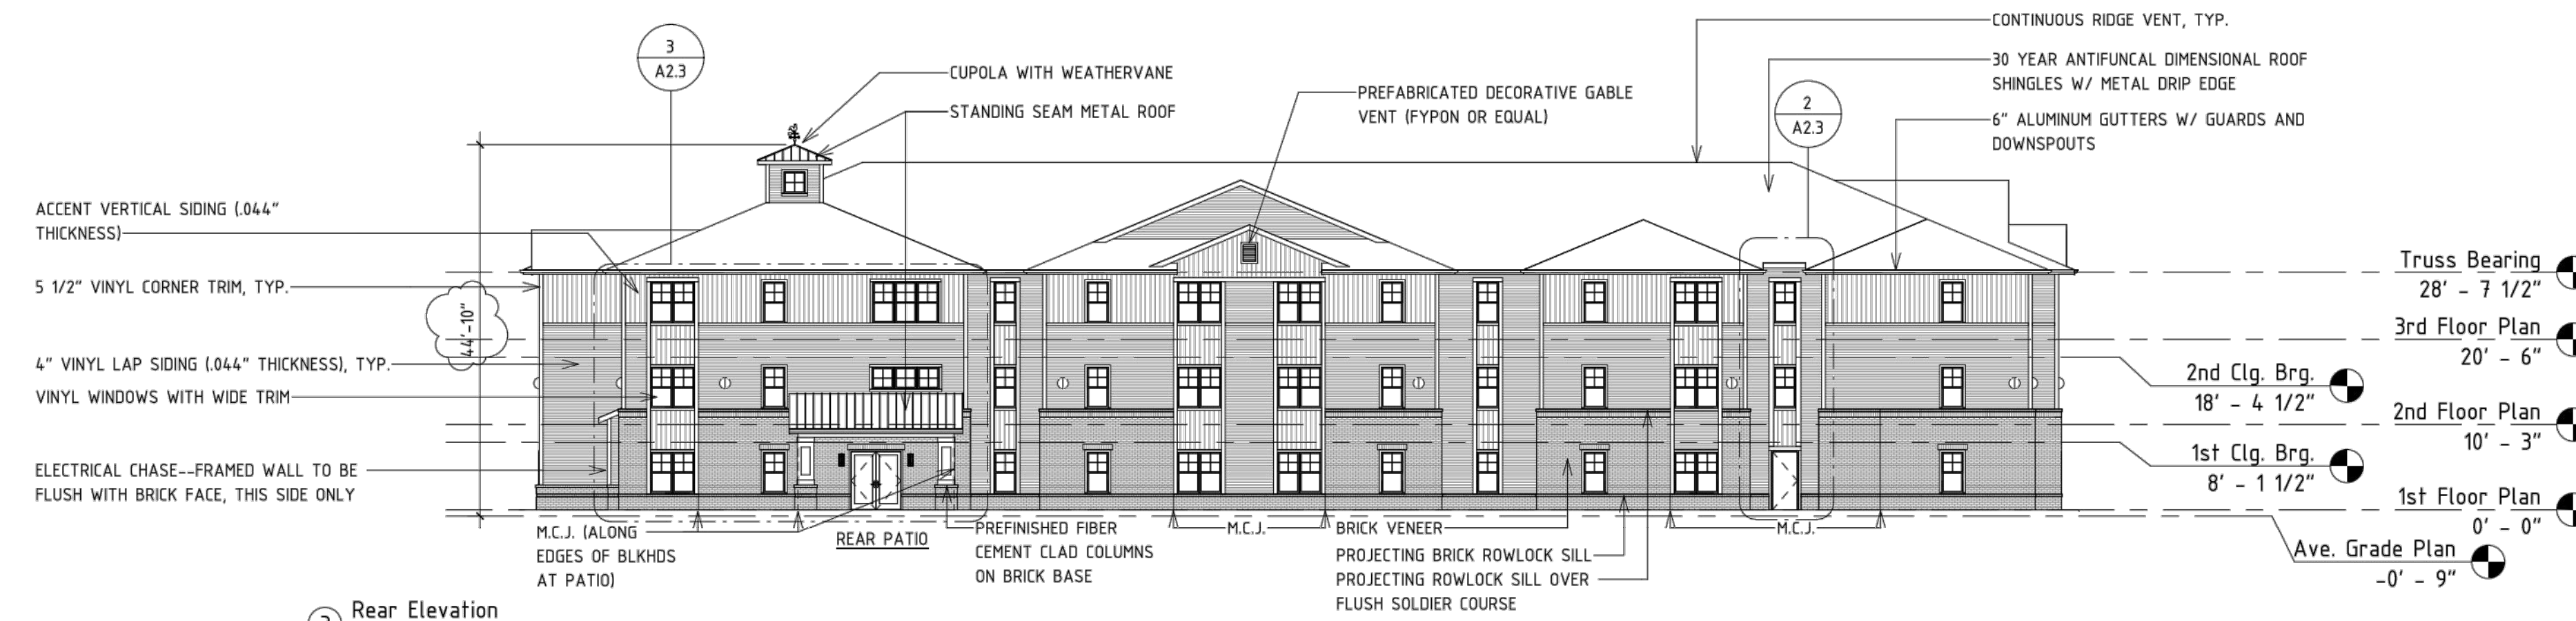 CONTINUOUS RIDGE VENT, TYP.
3
A2.3
30 YEAR ANTIFUNCAL DIMENSIONAL ROOF
SHINGLES W/ METAL DRIP EDGE
CUPOLA WITH WEATHERVANE
PREFABRICATED DECORATIVE GABLE
VENT (FYPON OR EQUAL)
2
A2.3
STANDING SEAM METAL ROOF
6" ALUMINUM GUTTERS W/ GUARDS AND
DOWNSPOUTS
ACCENT VERTICAL SIDING (.044"
THICKNESS)
5 1/2" VINYL CORNER TRIM, TYP.
44'-10"
4" VINYL LAP SIDING (.044" THICKNESS), TYP.
VINYL WINDOWS WITH WIDE TRIM
ELECTRICAL CHASE--FRAMED WALL TO BE
FLUSH WITH BRICK FACE, THIS SIDE ONLY
Truss Bearing
28' - 7 1/2"
3rd Floor Plan
20' - 6"
2nd Clg. Brg.
18' - 4 1/2"
2nd Floor Plan
10' - 3"
1st Clg. Brg.
8' - 1 1/2"
1st Floor Plan
0' - 0"
Ave. Grade Plan
-0' - 9"
M.C.J. (ALONG
EDGES OF BLKHDS
AT PATIO)
REAR PATIO
PREFINISHED FIBER
CEMENT CLAD COLUMNS
ON BRICK BASE
M.C.J.
BRICK VENEER
PROJECTING BRICK ROWLOCK SILL
PROJECTING ROWLOCK SILL OVER
FLUSH SOLDIER COURSE
M.C.J.
Rear Elevation